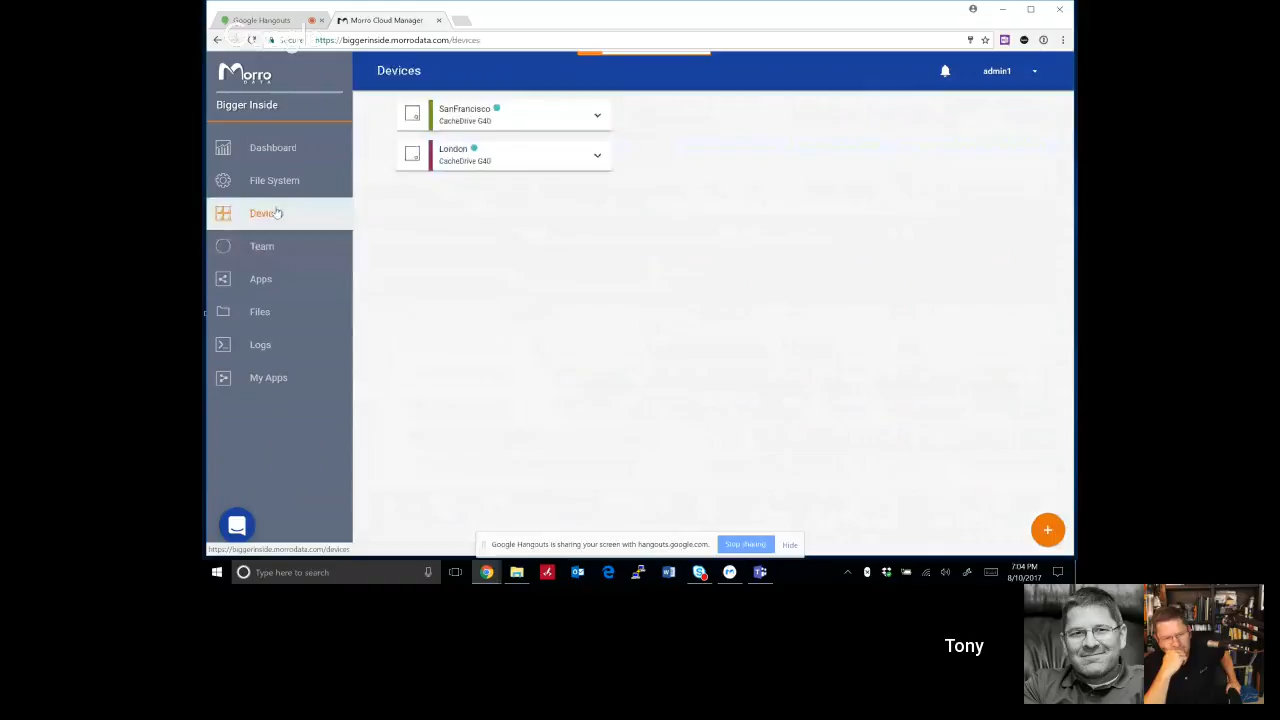 Google Hangouts
Morro Cloud Manager
https://biggerinside.morrodata.com/devices
Morro
DATA
Devices
admin1
Bigger Inside
SanFrancisco
CacheDrive G40
London
CacheDrive G40
Dashboard
File System
Team
Apps
Files
Logs
My Apps
Google Hangouts is sharing your screen with hangouts.google.com.
Stop sharing
Hide
https://biggerinside.morrodata.com/devices
Type here to search
7:04 PM
8/10/2017
Tony